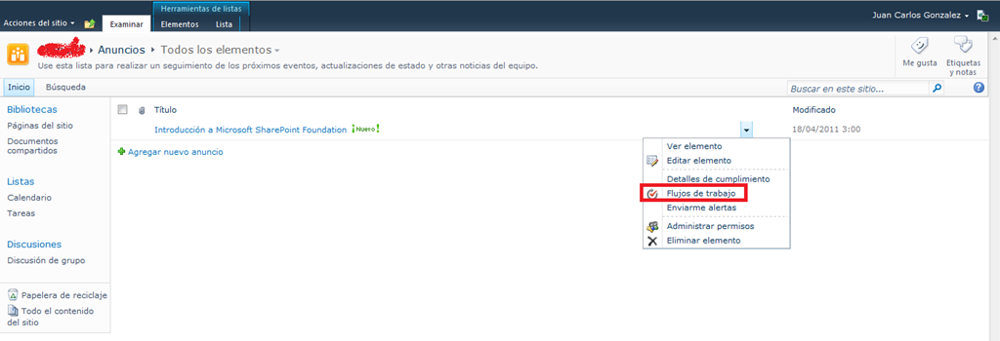 Herramientas de lista
Juan Carlos Gonzalez
Acciones del sitio
Examinar
Elementos
Lista
Anuncios
Todos los elementos
Use esta lista para realizar un seguimiento de los próximos eventos, actualizaciones de estado y otras noticias del equipo.
Me gusta
Etiquetas y notas
Inicio
Búsqueda
Buscar en este sitio...
Bibliotecas
Páginas del sitio
Documentos
compartidos
Listas
Calendario
Tareas
Discusiones
Discusión de grupo
Papelera de reciclaje
Todo el contenido
del sitio
Título
Modificado
Introducción a Microsoft SharePoint Foundation
¡Nuevo!
18/04/2011 3:00
Agregar nuevo anuncio
Ver elemento
Editar elemento
Detalles de cumplimiento
Flujos de trabajo
Enviarme alertas
Administrar permisos
Eliminar elemento